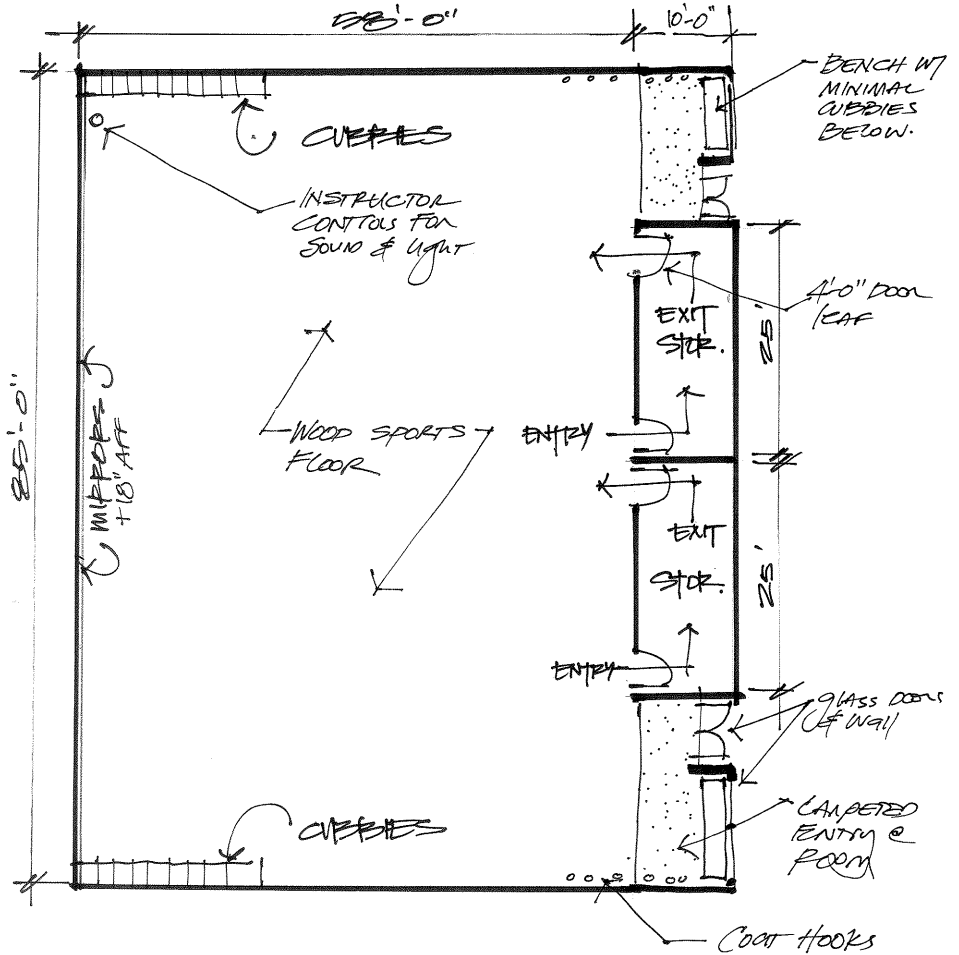 58'-0"
10'-0"
BENCH W/
MINIMAL
CUBBIES
BELOW.
CUBBIES
INSTRUCTOR
CONTROLS FOR
SOUND & LIGHT
4'-0" DOOR
LEAF
EXIT
STOR.
25'
85'-0"
MIRRORS
+18" AFF
WOOD SPORTS
FLOOR
ENTRY
EXIT
STOR.
25'
ENTRY
GLASS DOORS
& WALL
CUBBIES
CARPETED
ENTRY @
ROOM
COAT HOOKS